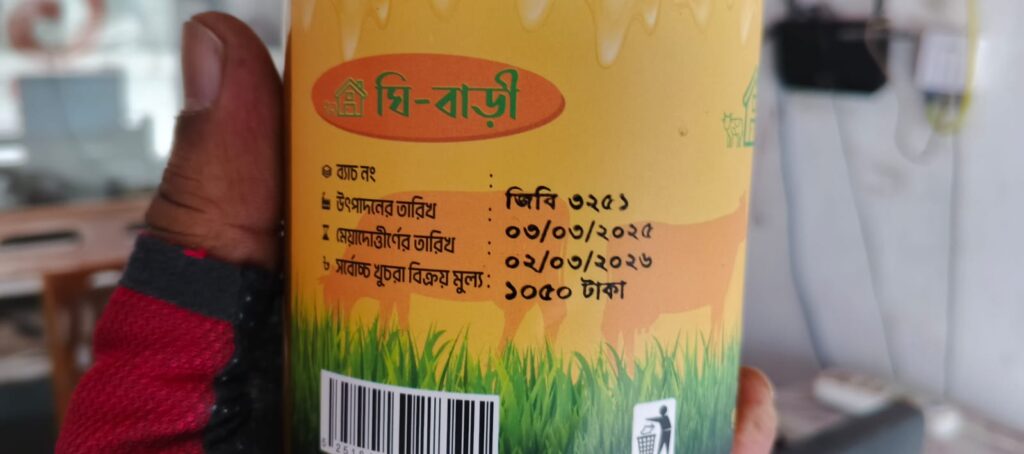 ঘি-বাড়ী
ব্যাচ নং : জিবি ৩২৫১
উৎপাদনের তারিখ : ০৩/০৩/২০২৫
মেয়াদোত্তীর্ণের তারিখ : ০২/০৩/২০২৬
৳ সর্বোচ্চ খুচরা বিক্রয় মুল্য : ১০৫০ টাকা